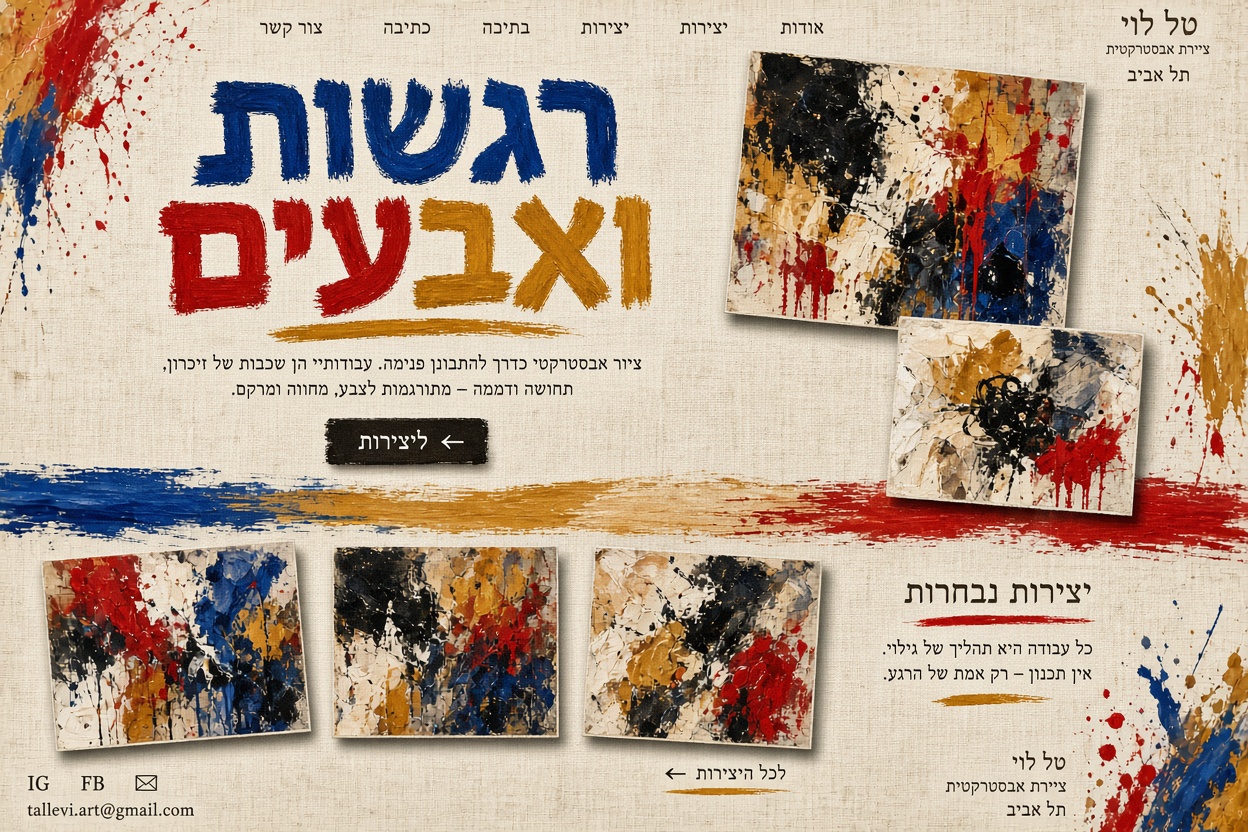 טל לוי
ציירת אבסטרקטית
תל אביב
אודות
יצירות
יצירות
בתיכה
כתיבה
צור קשר
רגשות
ואבעים
ציור אבסטרקטי כדרך להתבונן פנימה. עבודותיי הן שכבות של זיכרון,
תחושה ודממה – מתורגמות לצבע, מחווה ומרקם.
← ליצירות
יצירות נבחרות
כל עבודה היא תהליך של גילוי.
אין תכנון – רק אמת של הרגע.
לכל היצירות ←
טל לוי
ציירת אבסטרקטית
תל אביב
IG FB
tallevi.art@gmail.com